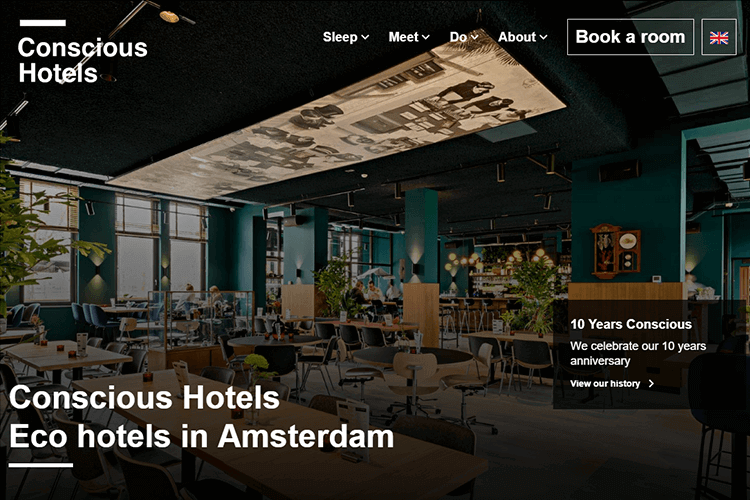 Conscious
Hotels
Sleep
Meet
Do
About
Book a room
10 Years Conscious
We celebrate our 10 years
anniversary
View our history
Conscious Hotels
Eco hotels in Amsterdam